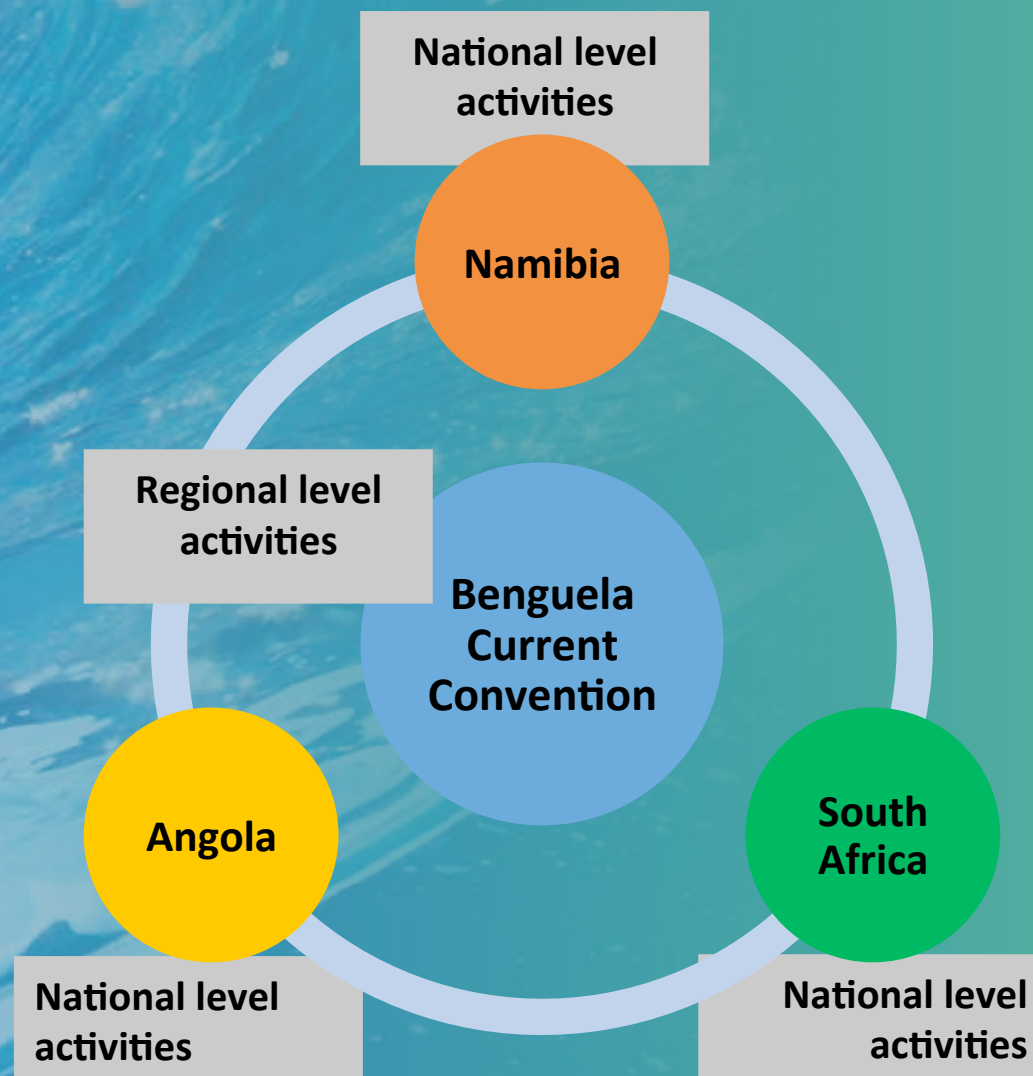 National level
activities
Namibia
Regional level
activities
Benguela
Current
Convention
Angola
South
Africa
National level
activities
National level
activities